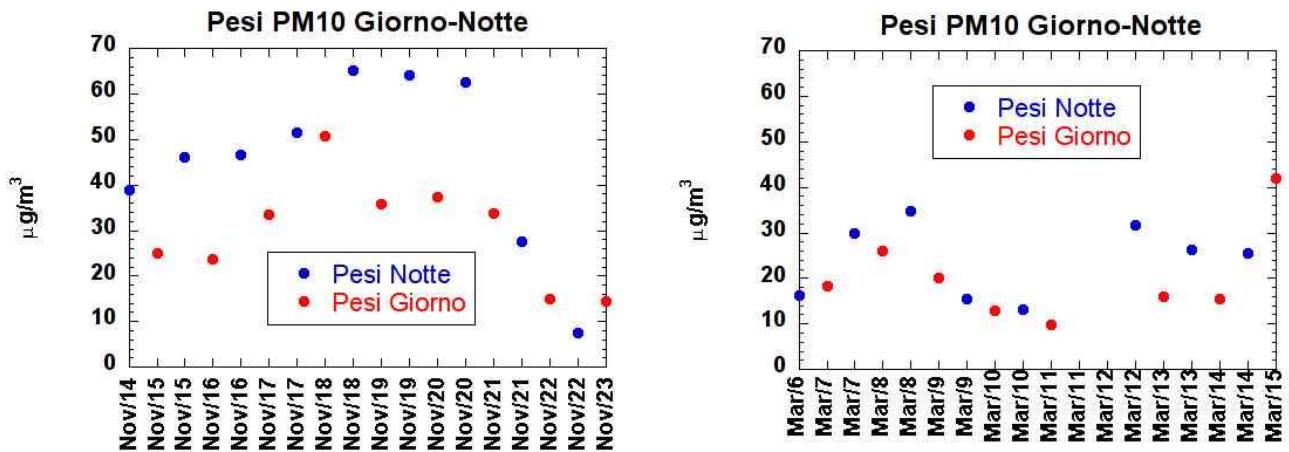 Pesi PM10 Giorno-Notte
70
60
50
40
30
20
10
0
μg/m³
Pesi Notte
Pesi Giorno
Nov/14
Nov/15
Nov/15
Nov/16
Nov/16
Nov/17
Nov/17
Nov/18
Nov/18
Nov/19
Nov/19
Nov/20
Nov/20
Nov/21
Nov/21
Nov/22
Nov/22
Nov/23
Pesi PM10 Giorno-Notte
70
60
50
40
30
20
10
0
μg/m³
Pesi Notte
Pesi Giorno
Mar/6
Mar/7
Mar/7
Mar/8
Mar/8
Mar/9
Mar/9
Mar/10
Mar/10
Mar/11
Mar/11
Mar/12
Mar/12
Mar/13
Mar/13
Mar/14
Mar/14
Mar/15